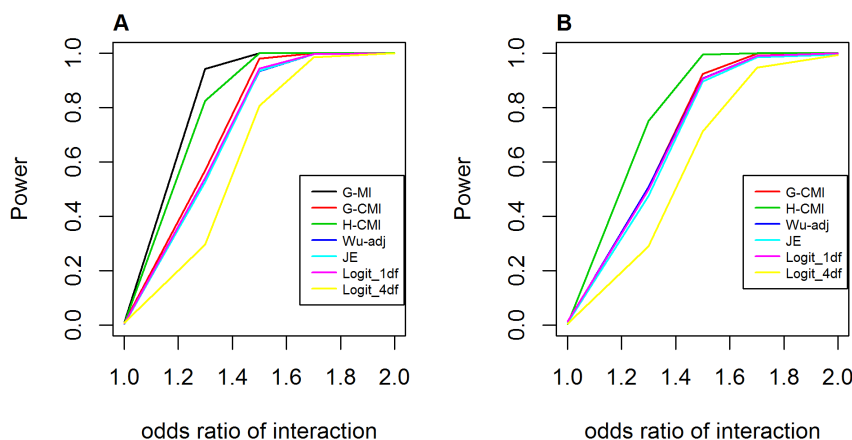 A
Power
1.0
0.8
0.6
0.4
0.2
0.0
G-MI
G-CMI
H-CMI
Wu-adj
JE
Logit_1df
Logit_4df
1.0 1.2 1.4 1.6 1.8 2.0
odds ratio of interaction
B
Power
1.0
0.8
0.6
0.4
0.2
0.0
G-CMI
H-CMI
Wu-adj
JE
Logit_1df
Logit_4df
1.0 1.2 1.4 1.6 1.8 2.0
odds ratio of interaction